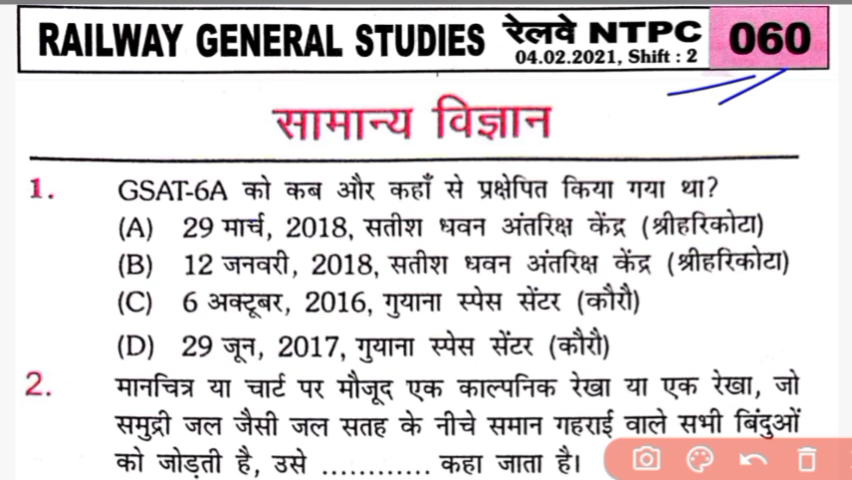 RAILWAY GENERAL STUDIES रेलवे NTPC 060
04.02.2021, Shift : 2
सामान्य विज्ञान
1. GSAT-6A को कब और कहाँ से प्रक्षेपित किया गया था?
(A) 29 मार्च, 2018, सतीश धवन अंतरिक्ष केंद्र (श्रीहरिकोटा)
(B) 12 जनवरी, 2018, सतीश धवन अंतरिक्ष केंद्र (श्रीहरिकोटा)
(C) 6 अक्टूबर, 2016, गुयाना स्पेस सेंटर (कौरौ)
(D) 29 जून, 2017, गुयाना स्पेस सेंटर (कौरौ)
2. मानचित्र या चार्ट पर मौजूद एक काल्पनिक रेखा या एक रेखा, जो
समुद्री जल जैसी जल सतह के नीचे समान गहराई वाले सभी बिंदुओं
को जोड़ती है, उसे ............ कहा जाता है।